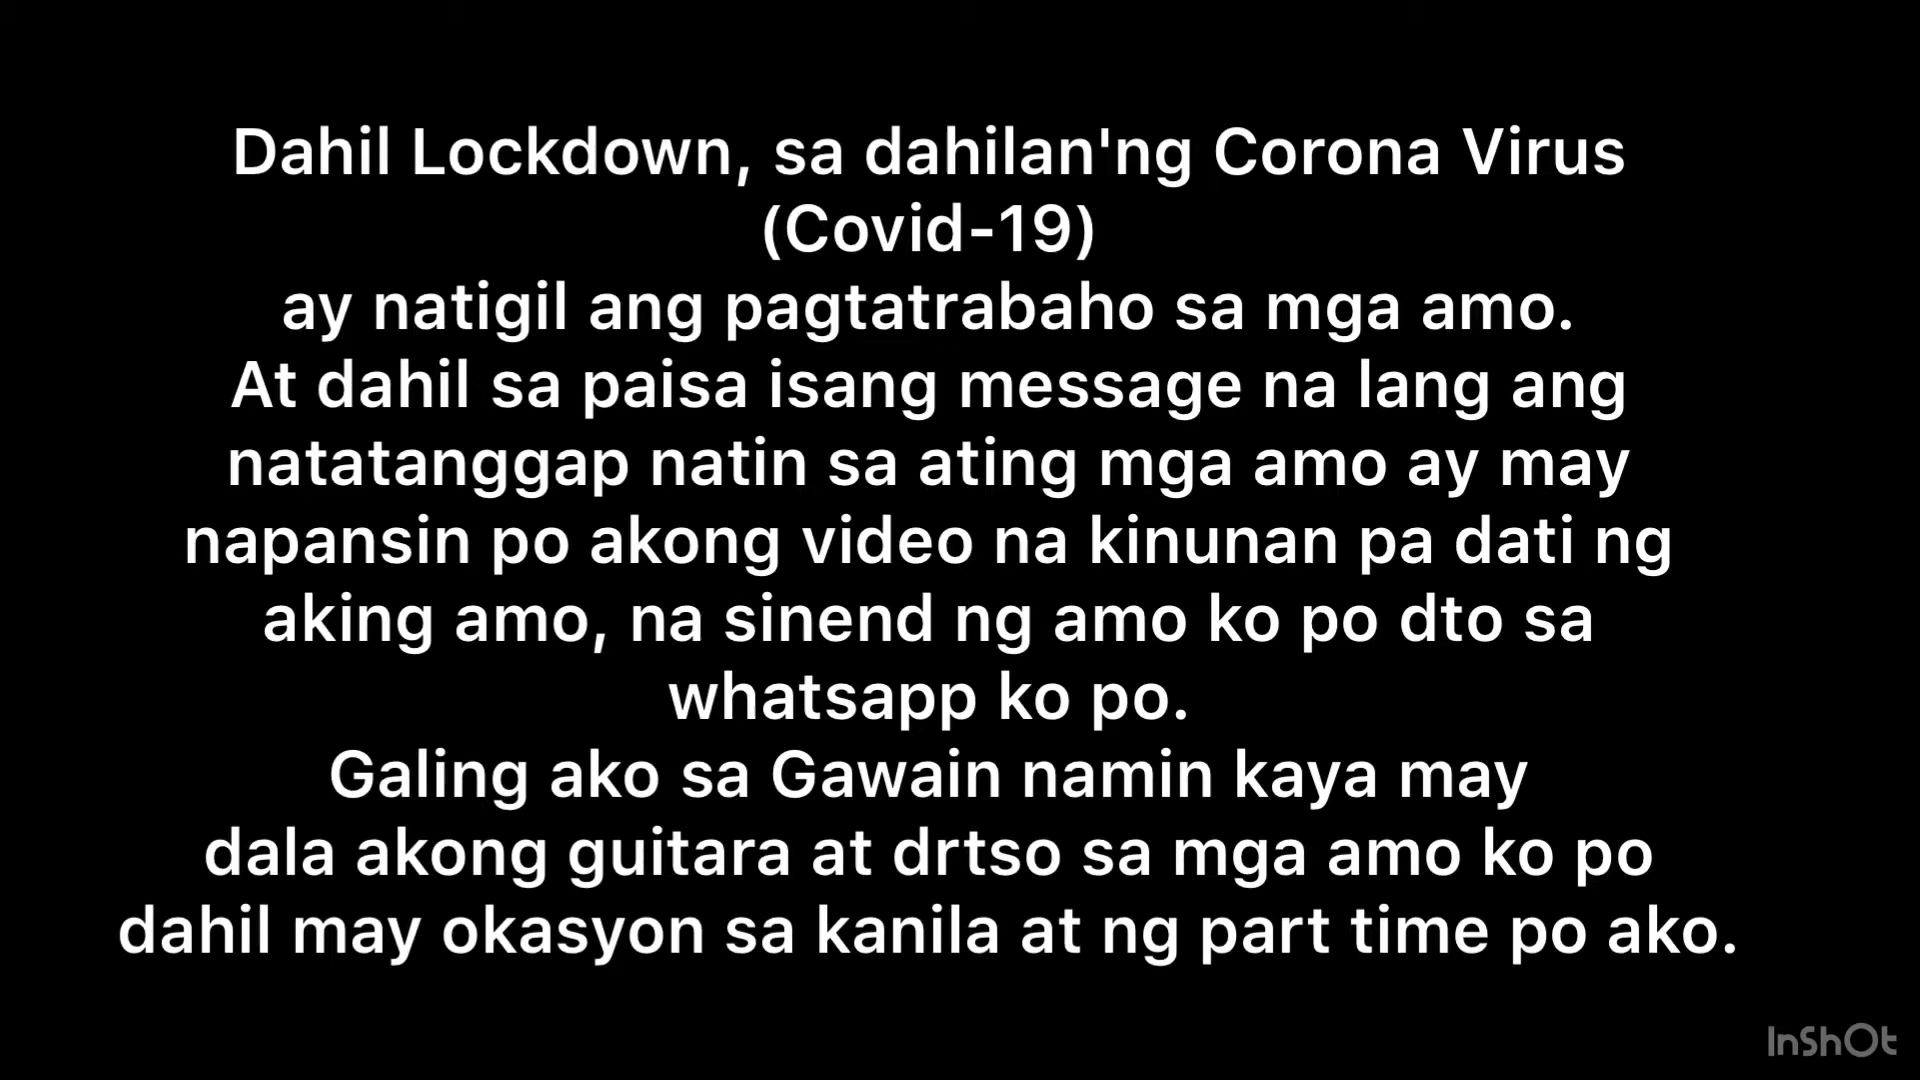 Dahil Lockdown, sa dahilan'ng Corona Virus
(Covid-19)
ay natigil ang pagtatrabaho sa mga amo.
At dahil sa paisa isang message na lang ang
natatanggap natin sa ating mga amo ay may
napansin po akong video na kinunan pa dati ng
aking amo, na sinend ng amo ko po dto sa
whatsapp ko po.
Galing ako sa Gawain namin kaya may
dala akong guitara at drtso sa mga amo ko po
dahil may okasyon sa kanila at ng part time po ako.
InShOt